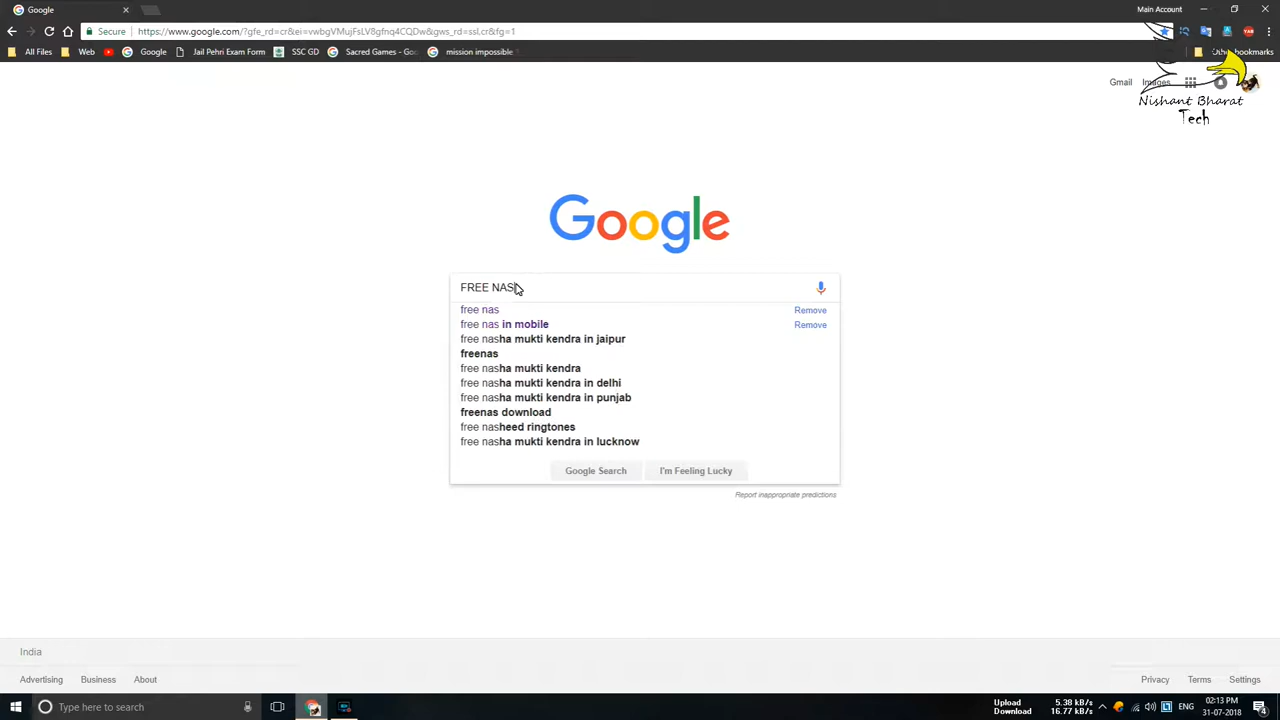 Google
Main Account
Secure
https://www.google.com/?gfe_rd=cr&ei=vwbgVMujFsLV8gfnq4CQDw&gws_rd=ssl,cr&fg=1
All Files Web Google Jail Pehri Exam Form SSC GD Sacred Games - Goo mission impossible
Other bookmarks
Gmail Images
Nishant Bharat
Tech
Google
FREE NAS
free nas Remove
free nas in mobile Remove
free nasha mukti kendra in jaipur
freenas
free nasha mukti kendra
free nasha mukti kendra in delhi
free nasha mukti kendra in punjab
freenas download
free nasheed ringtones
free nasha mukti kendra in lucknow
Google Search I'm Feeling Lucky
Report inappropriate predictions
India
Advertising Business About Privacy Terms Settings
Type here to search
Upload 5.38 kB/s
Download 16.77 kB/s
ENG
02:13 PM
31-07-2018
4